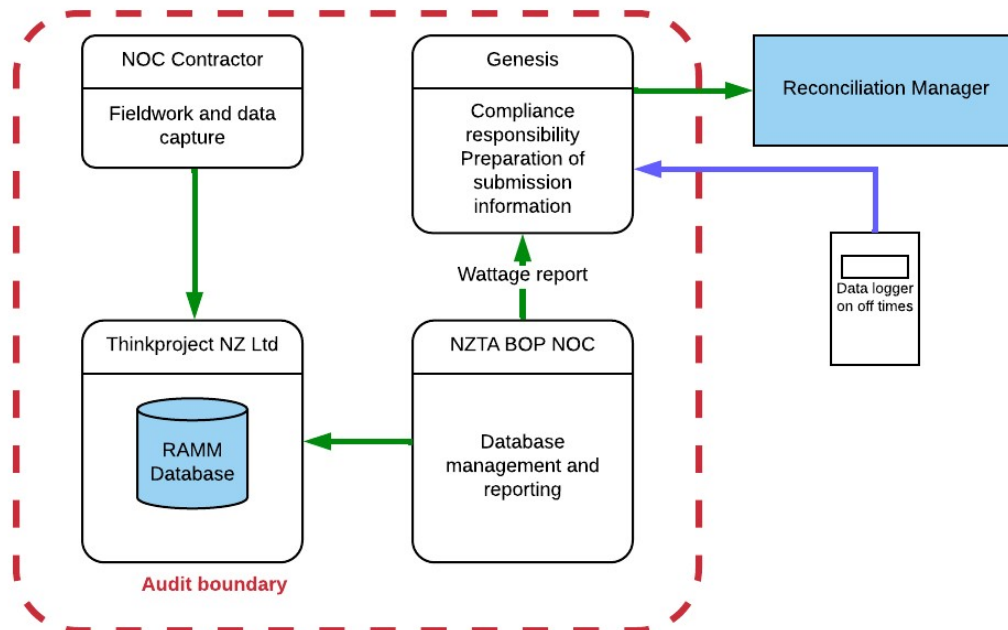 NOC Contractor
Fieldwork and data
capture
Genesis
Compliance
responsibility
Preparation of
submission
information
Reconciliation Manager
Data logger
on off times
Wattage report
Thinkproject NZ Ltd
RAMM
Database
NZTA BOP NOC
Database
management and
reporting
Audit boundary